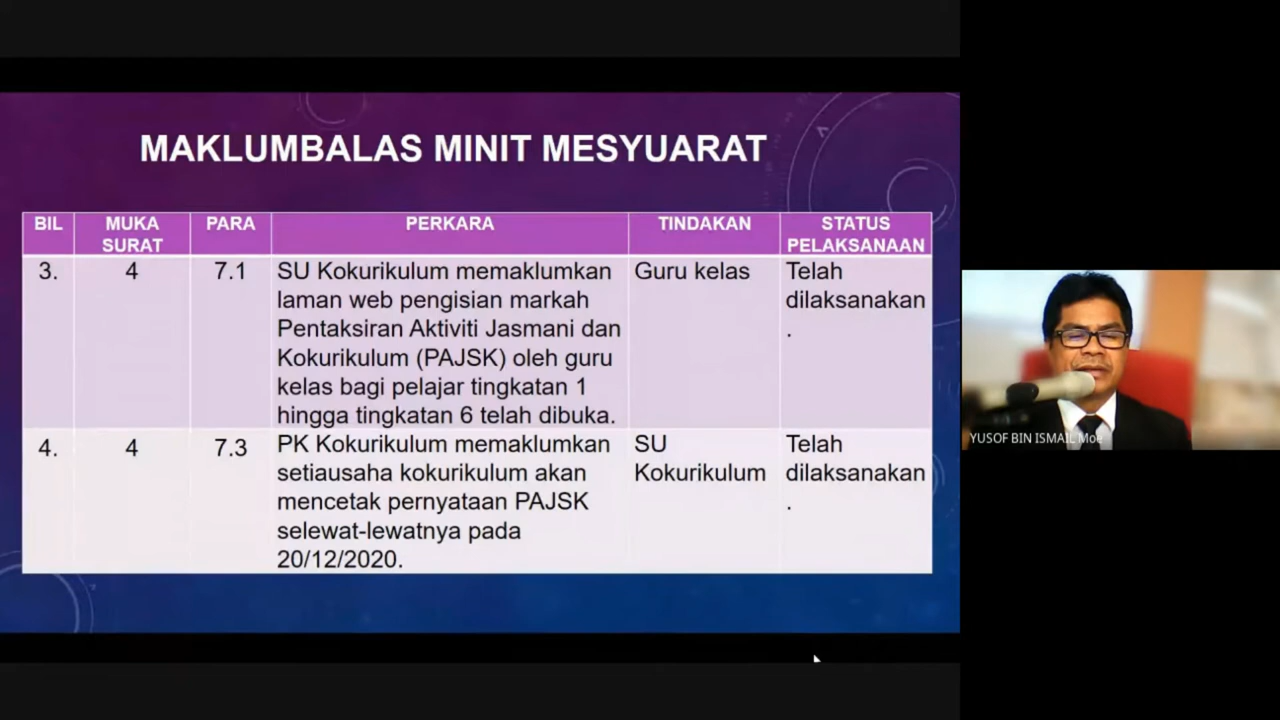 MAKLUMBALAS MINIT MESYUARAT
BIL
MUKA
SURAT
PARA
PERKARA
TINDAKAN
STATUS
PELAKSANAAN
3.
4
7.1
SU Kokurikulum memaklumkan
laman web pengisian markah
Pentaksiran Aktiviti Jasmani dan
Kokurikulum (PAJSK) oleh guru
kelas bagi pelajar tingkatan 1
hingga tingkatan 6 telah dibuka.
Guru kelas
Telah
dilaksanakan
.
4.
4
7.3
PK Kokurikulum memaklumkan
setiausaha kokurikulum akan
mencetak pernyataan PAJSK
selewat-lewatnya pada
20/12/2020.
SU
Kokurikulum
Telah
dilaksanakan
.
YUSOF BIN ISMAIL Moe